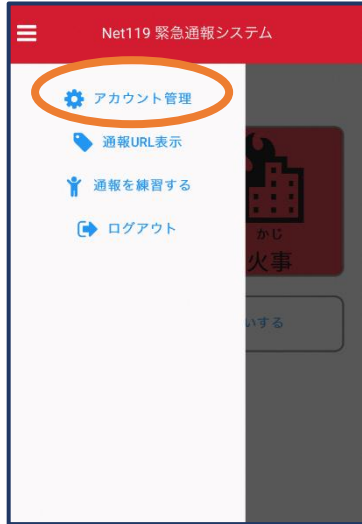 Net119 緊急通報システム
アカウント管理
通報URL表示
通報を練習する
ログアウト
かじ
火事
いする